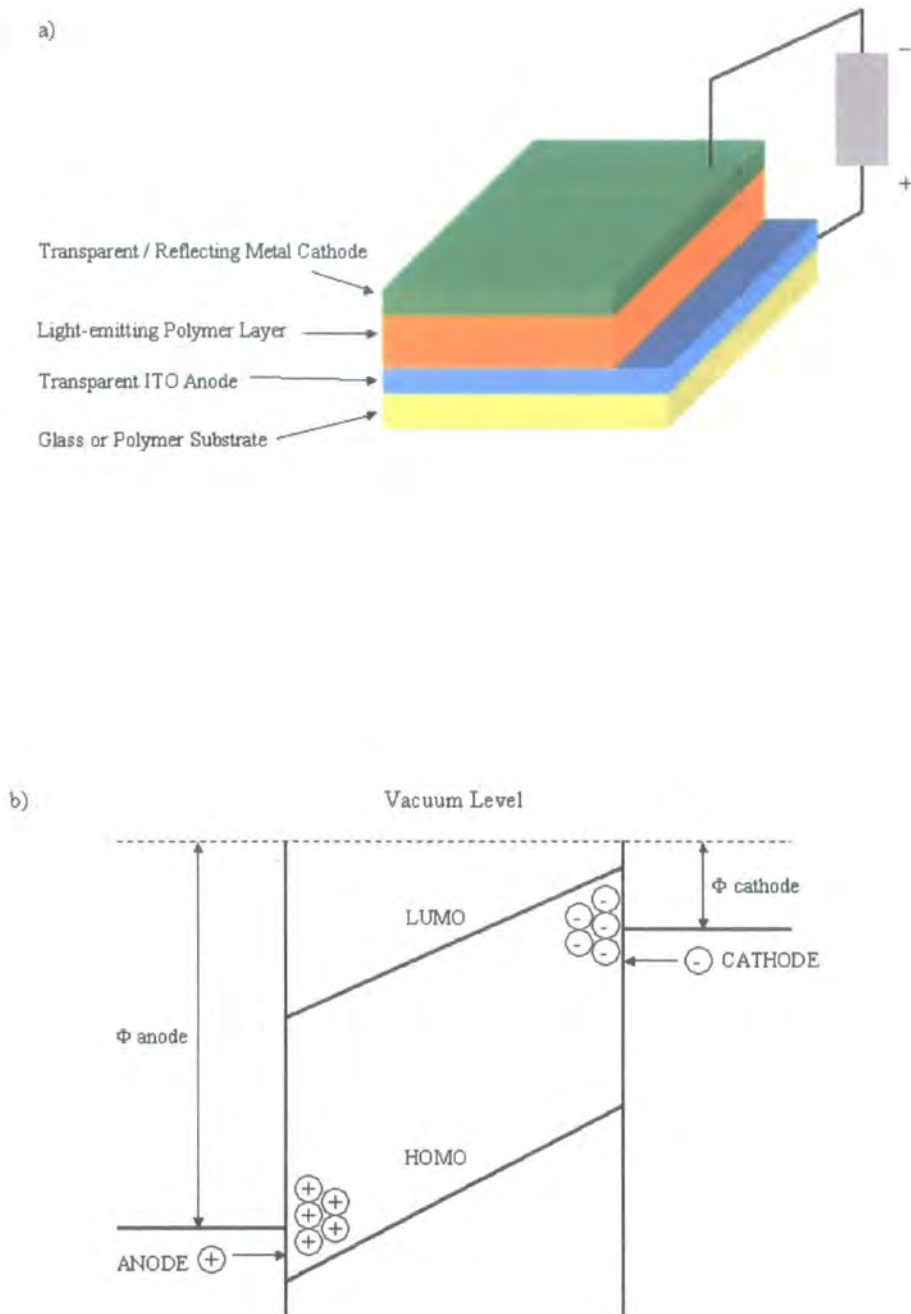 a)
−
+
Transparent / Reflecting Metal Cathode
Light-emitting Polymer Layer
Transparent ITO Anode
Glass or Polymer Substrate
b)
Vacuum Level
Φ cathode
LUMO
- - - - -
- CATHODE
Φ anode
HOMO
+ + + + +
ANODE +